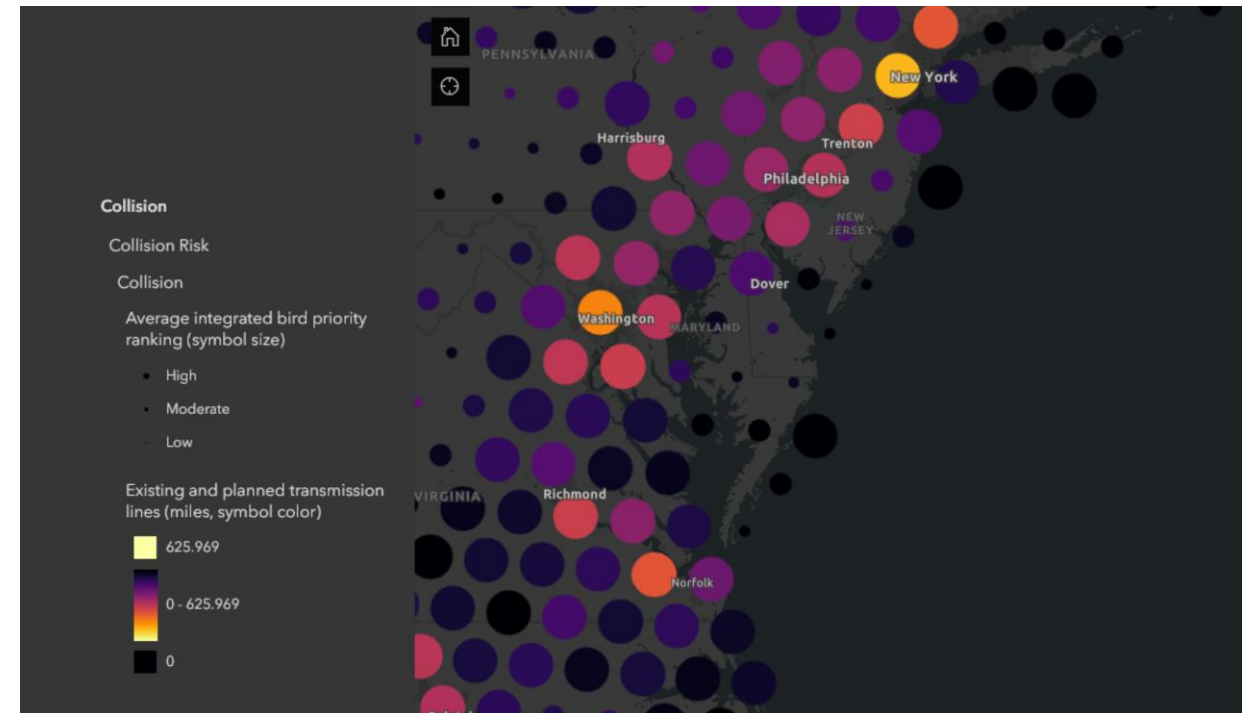 Collision
Collision Risk
Collision
Average integrated bird priority
ranking (symbol size)
High
Moderate
Low
Existing and planned transmission
lines (miles, symbol color)
625.969
0 - 625.969
0
PENNSYLVANIA
New York
Harrisburg
Trenton
Philadelphia
NEW
JERSEY
Dover
Washington
MARYLAND
Richmond
VIRGINIA
Norfolk